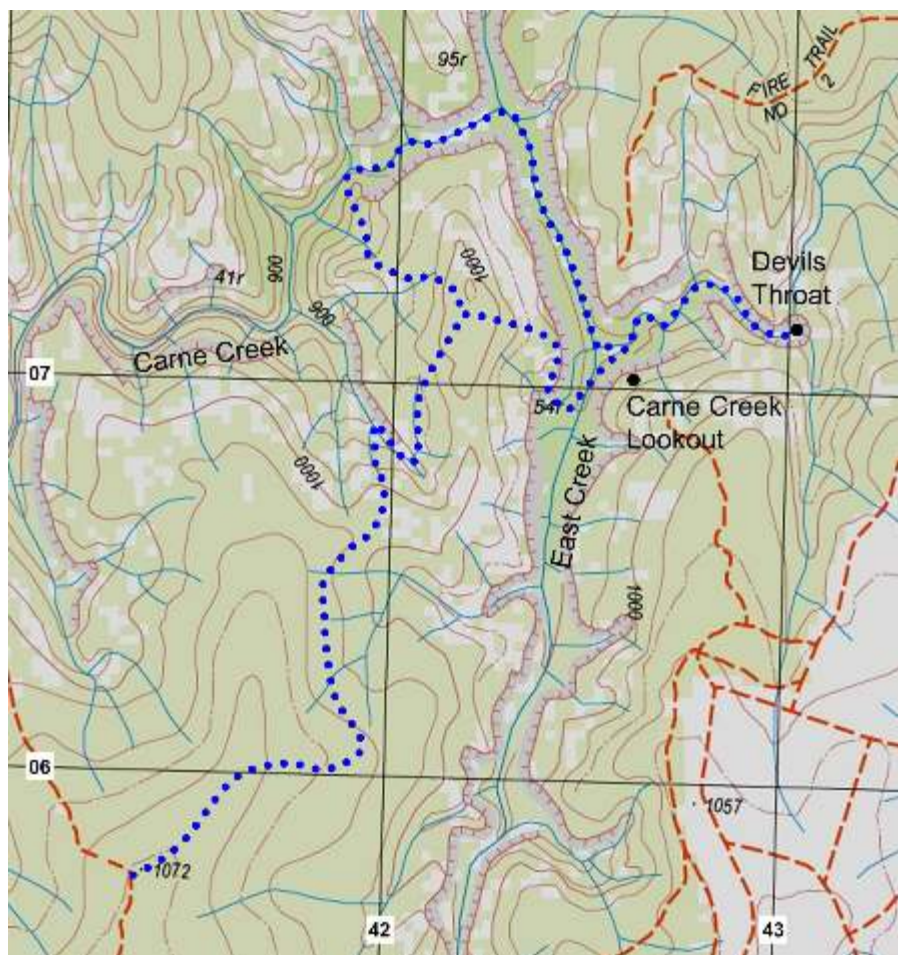 95r
FIRE TRAIL
NO 2
1000
900
41r
Devils
Throat
900
Carne Creek
07
54r
Carne Creek
Lookout
1000
East Creek
1000
06
1057
1072
42
43